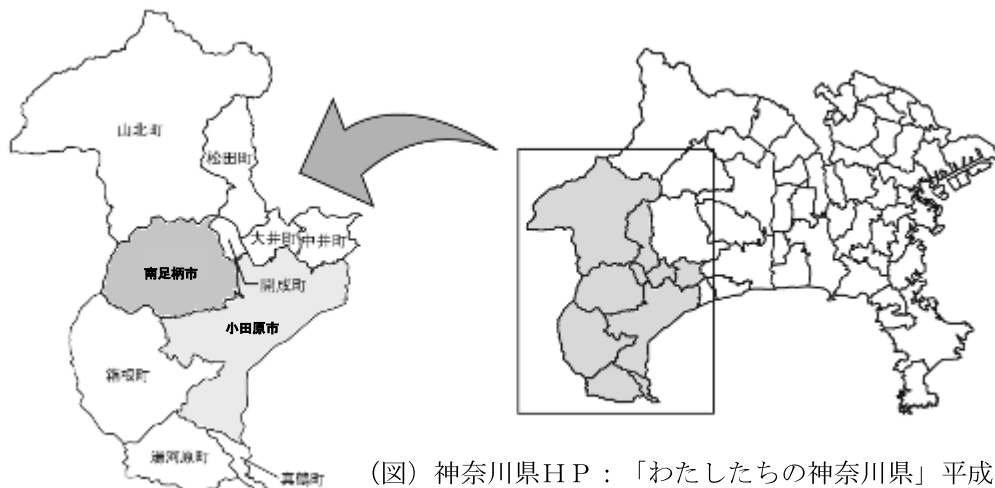 山北町
松田町
大井町
中井町
南足柄市
開成町
小田原市
箱根町
湯河原町
真鶴町
(図)神奈川県HP:「わたしたちの神奈川県」平成